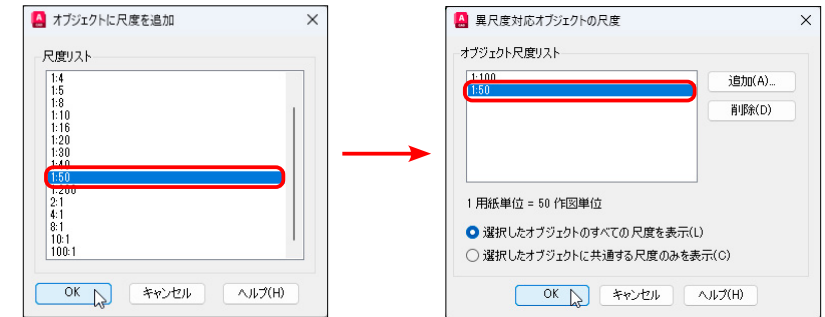 オブジェクトに尺度を追加
尺度リスト
1:4
1:5
1:8
1:10
1:16
1:20
1:30
1:40
1:50
1:200
2:1
4:1
8:1
10:1
100:1
OK
キャンセル
ヘルプ(H)
異尺度対応オブジェクトの尺度
オブジェクト尺度リスト
1:100
1:50
追加(A)...
削除(D)
1 用紙単位 = 50 作図単位
選択したオブジェクトのすべての尺度を表示(L)
選択したオブジェクトに共通する尺度のみを表示(C)
OK
キャンセル
ヘルプ(H)